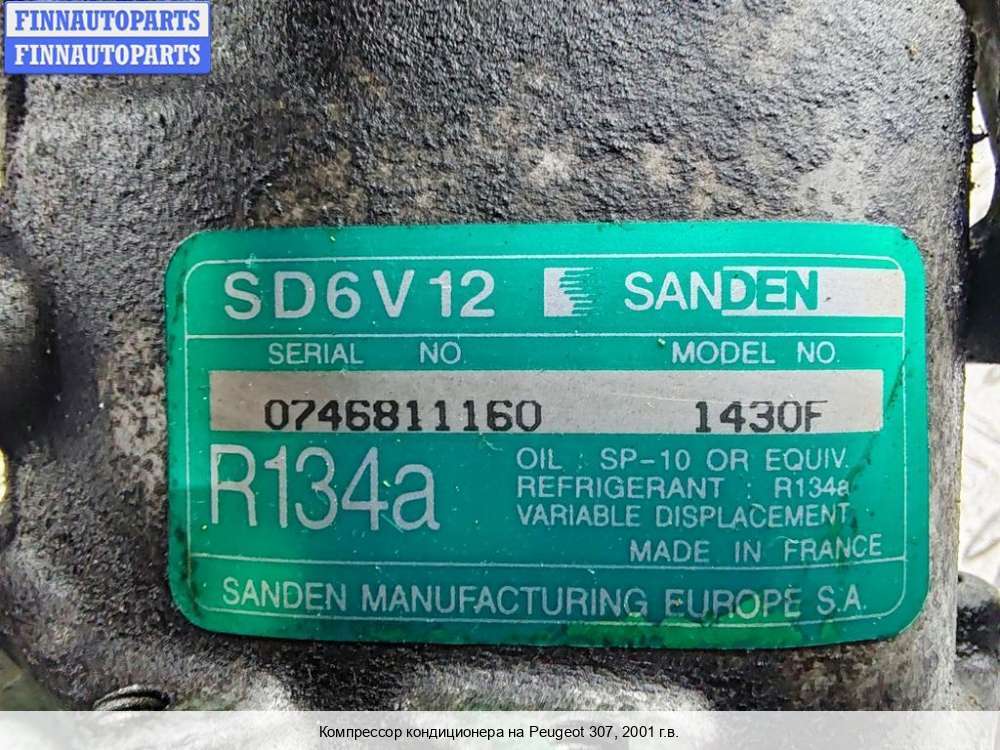 FINNAUTOPARTS
FINNAUTOPARTS
SD6V12 SANDEN
SERIAL NO. MODEL NO.
07468111160 1430F
R134a
OIL : SP-10 OR EQUIV.
REFRIGERANT : R134a
VARIABLE DISPLACEMENT
MADE IN FRANCE
SANDEN MANUFACTURING EUROPE S.A.
Компрессор кондиционера на Peugeot 307, 2001 г.в.